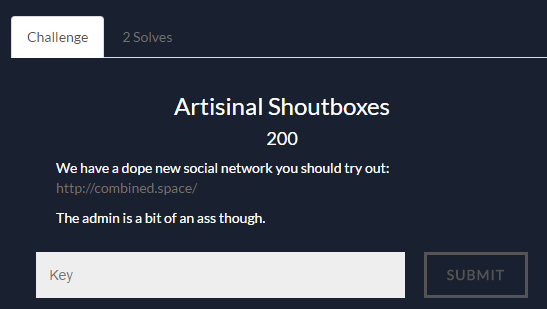 Challenge
2 Solves
Artisinal Shoutboxes
200
We have a dope new social network you should try out:
http://combined.space/
The admin is a bit of an ass though.
Key
SUBMIT